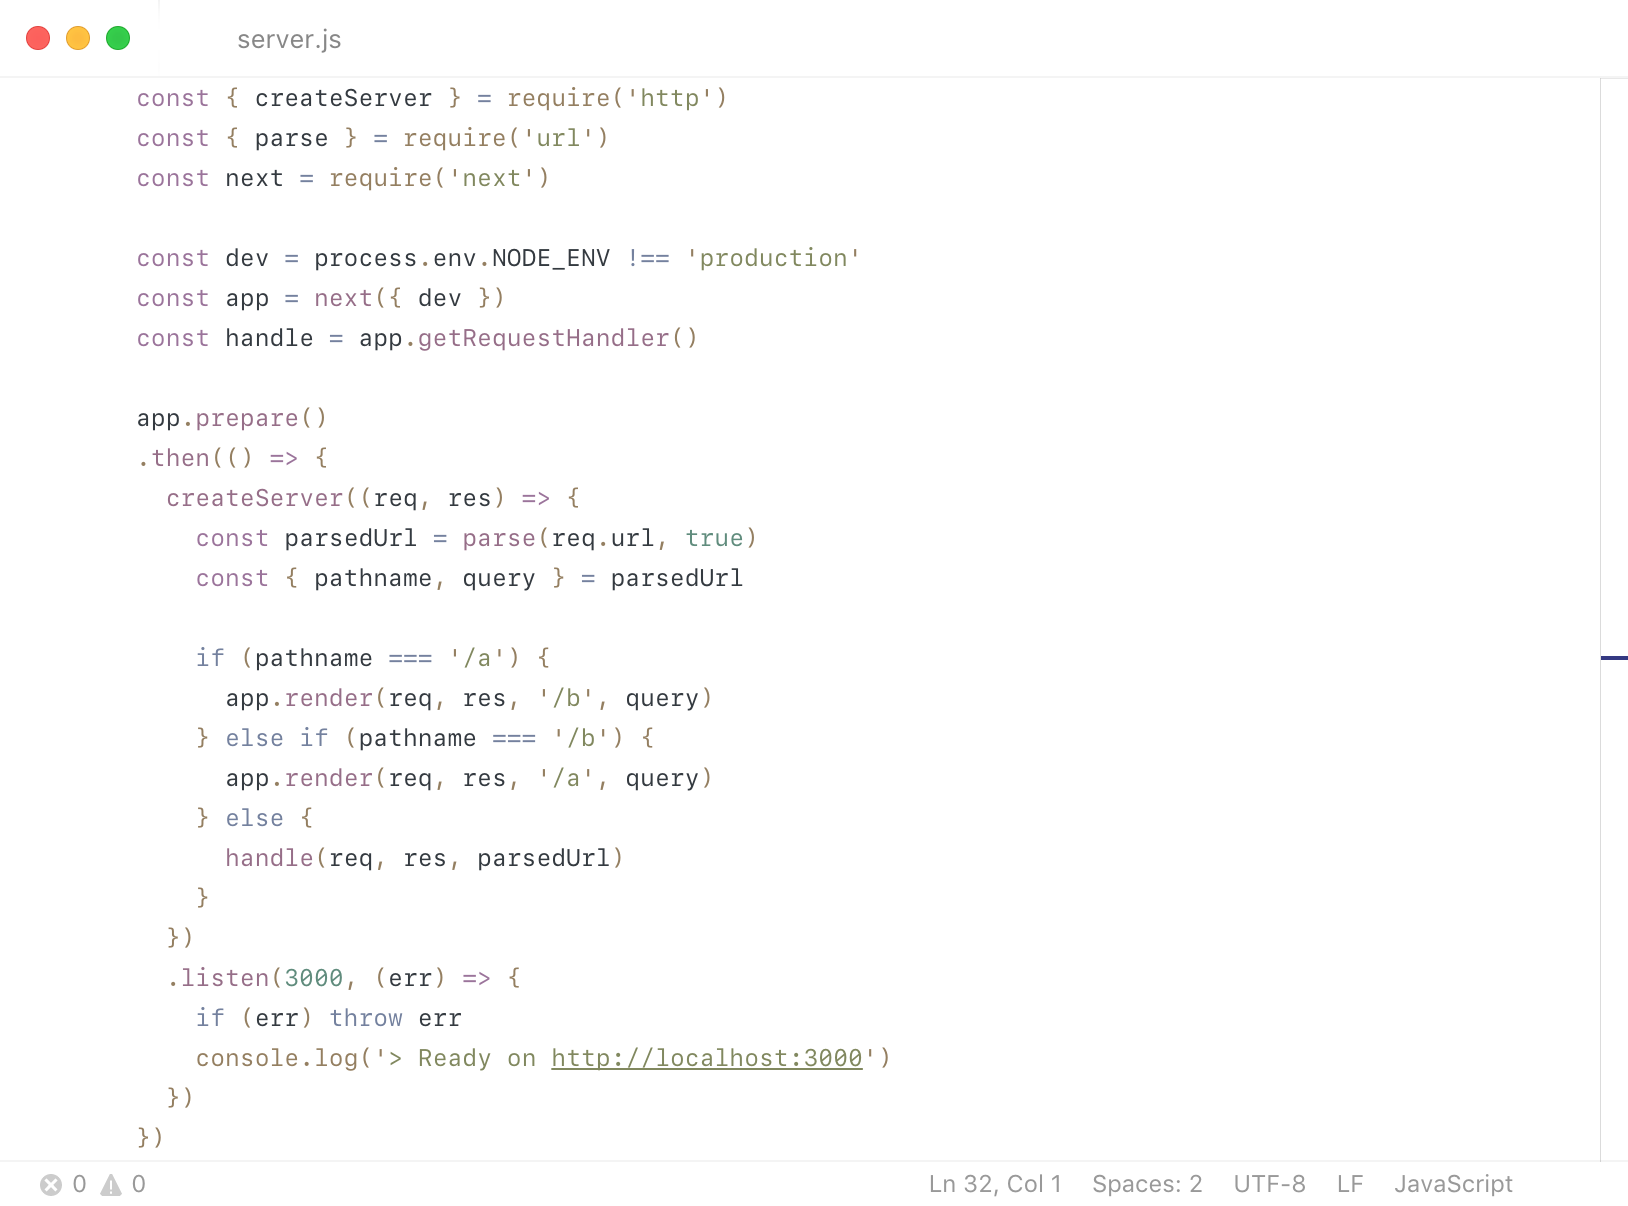 server.js
const { createServer } = require('http')
const { parse } = require('url')
const next = require('next')

const dev = process.env.NODE_ENV !== 'production'
const app = next({ dev })
const handle = app.getRequestHandler()

app.prepare()
.then(() => {
  createServer((req, res) => {
    const parsedUrl = parse(req.url, true)
    const { pathname, query } = parsedUrl

    if (pathname === '/a') {
      app.render(req, res, '/b', query)
    } else if (pathname === '/b') {
      app.render(req, res, '/a', query)
    } else {
      handle(req, res, parsedUrl)
    }
  })
  .listen(3000, (err) => {
    if (err) throw err
    console.log('> Ready on http://localhost:3000')
  })
})
0 0 Ln 32, Col 1 Spaces: 2 UTF-8 LF JavaScript